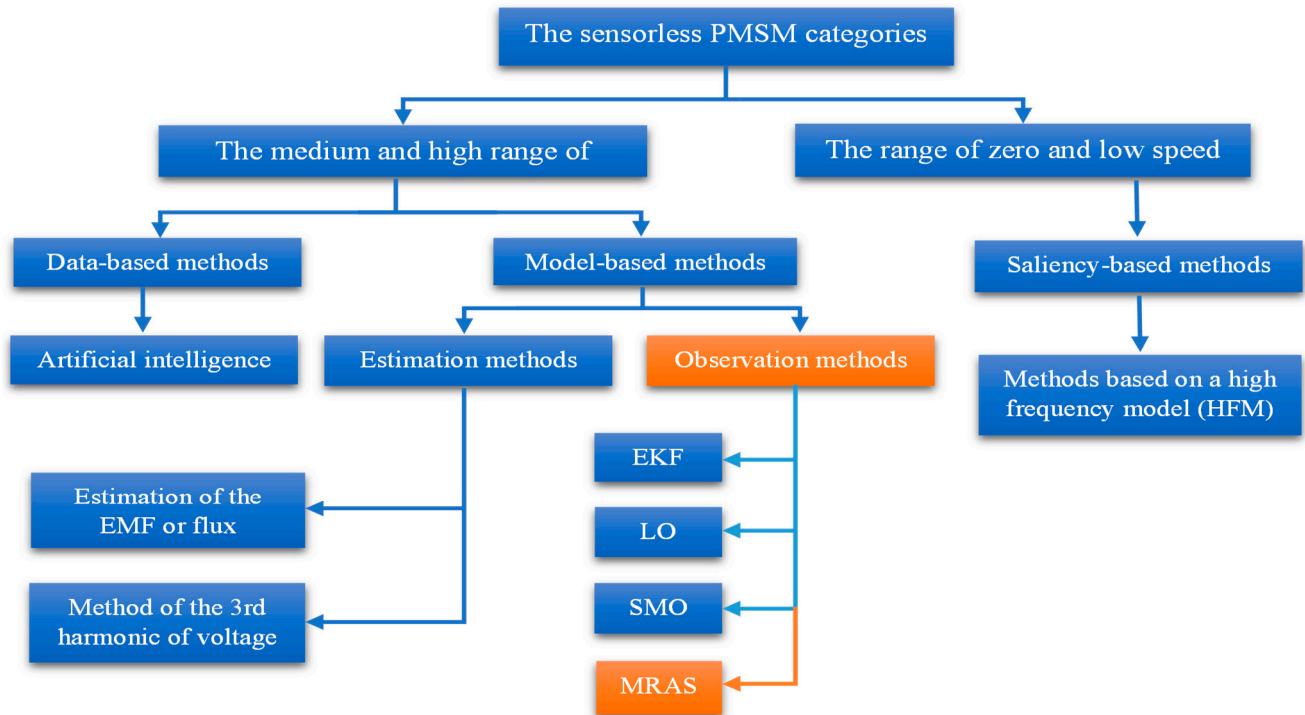 The sensorless PMSM categories
The medium and high range of
The range of zero and low speed
Data-based methods
Model-based methods
Saliency-based methods
Artificial intelligence
Estimation methods
Observation methods
Methods based on a high
frequency model (HFM)
EKF
Estimation of the
EMF or flux
LO
Method of the 3rd
harmonic of voltage
SMO
MRAS